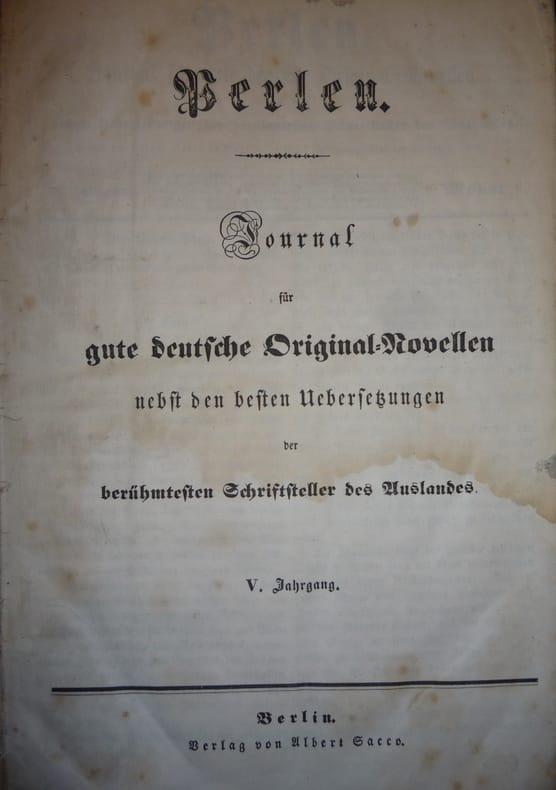 Perlen.
Journal
für
gute deutsche Original-Novellen
nebst den besten Uebersetzungen
der
berühmtesten Schriftsteller des Auslandes.
V. Jahrgang.
Berlin.
Verlag von Albert Sacco.